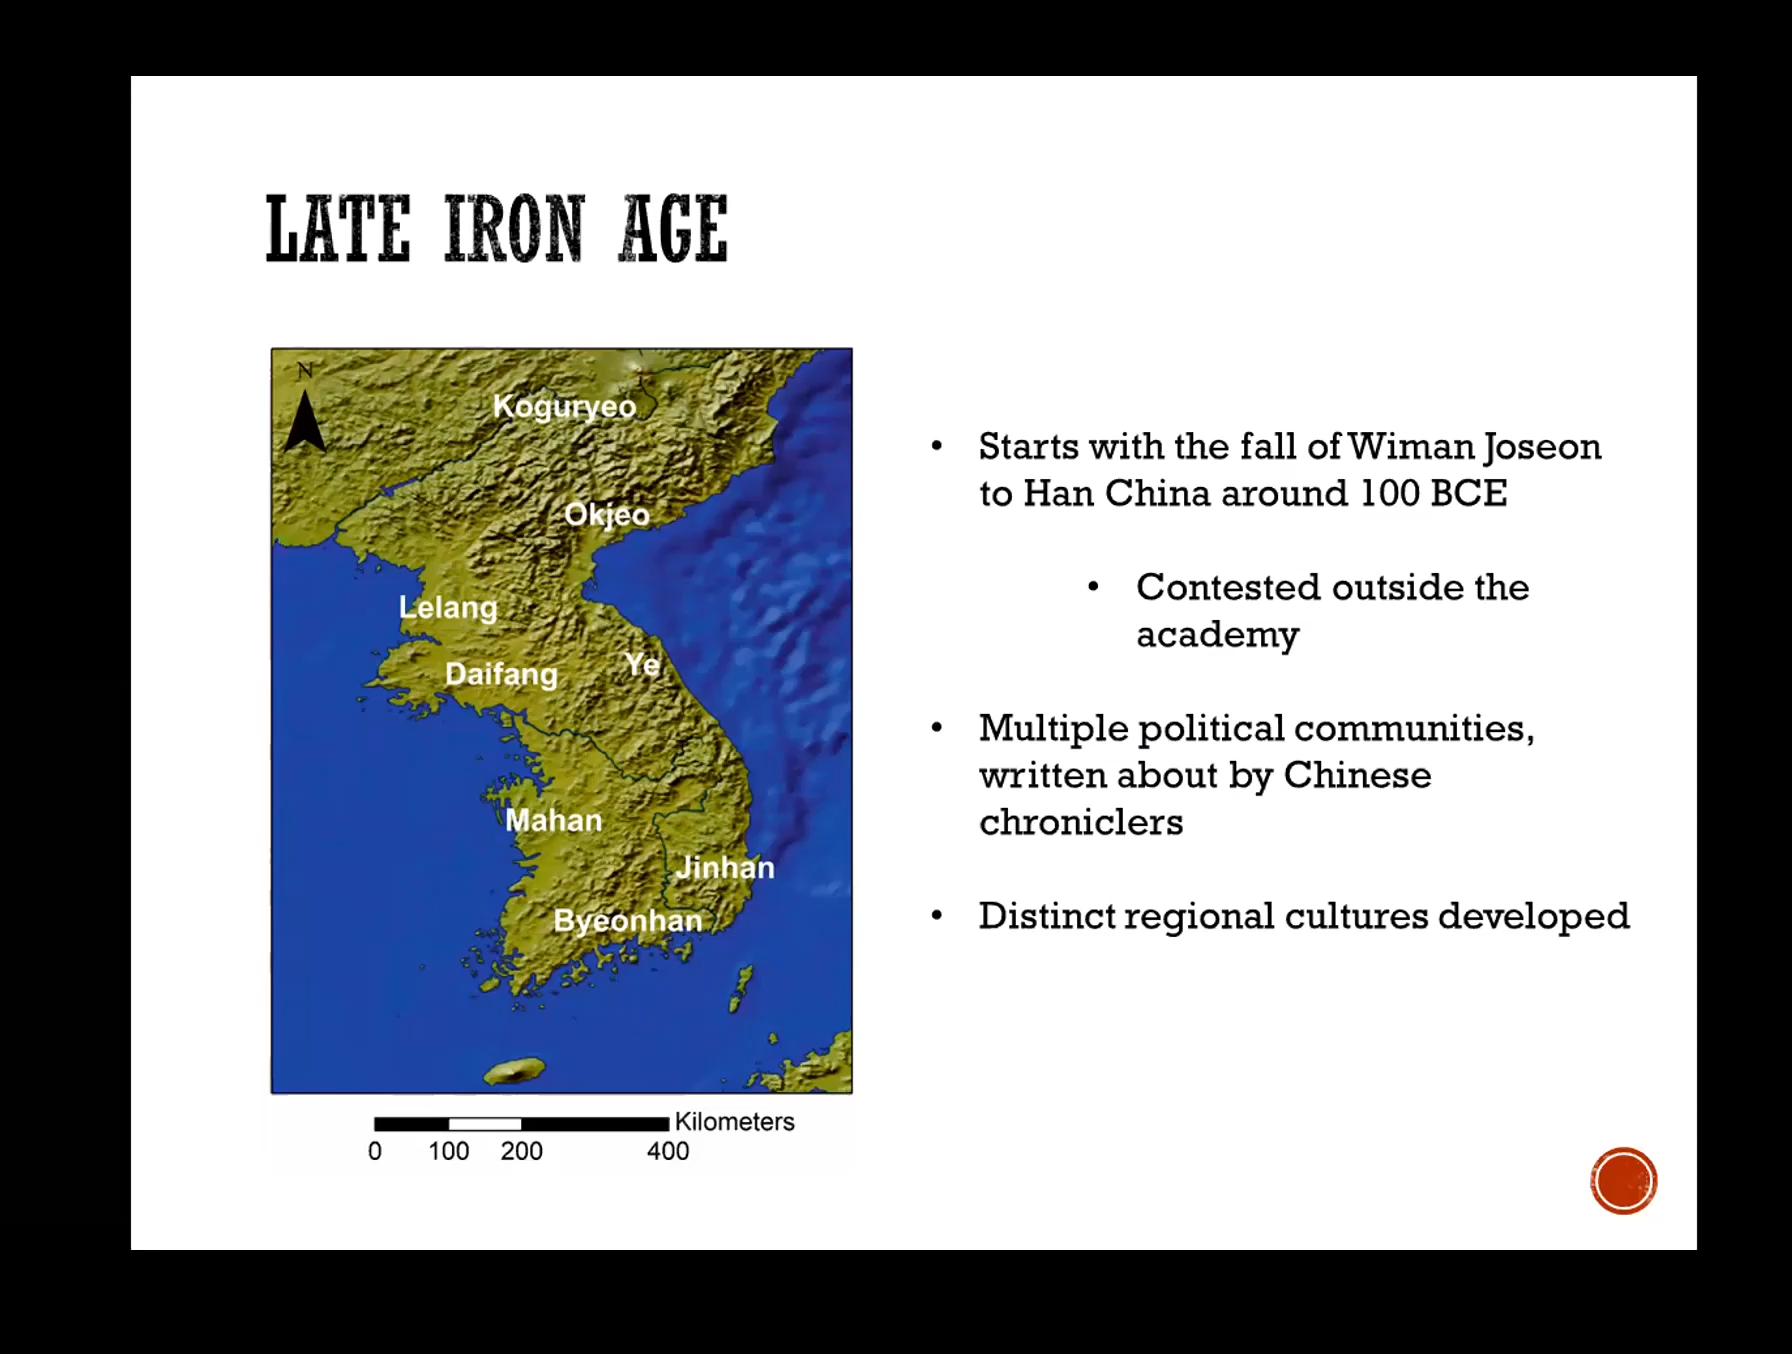 LATE IRON AGE
N
Koguryeo
Okjeo
Lelang
Daifang
Ye
Mahan
Jinhan
Byeonhan
Kilometers
0 100 200 400
• Starts with the fall of Wiman Joseon
to Han China around 100 BCE
• Contested outside the
academy
• Multiple political communities,
written about by Chinese
chroniclers
• Distinct regional cultures developed